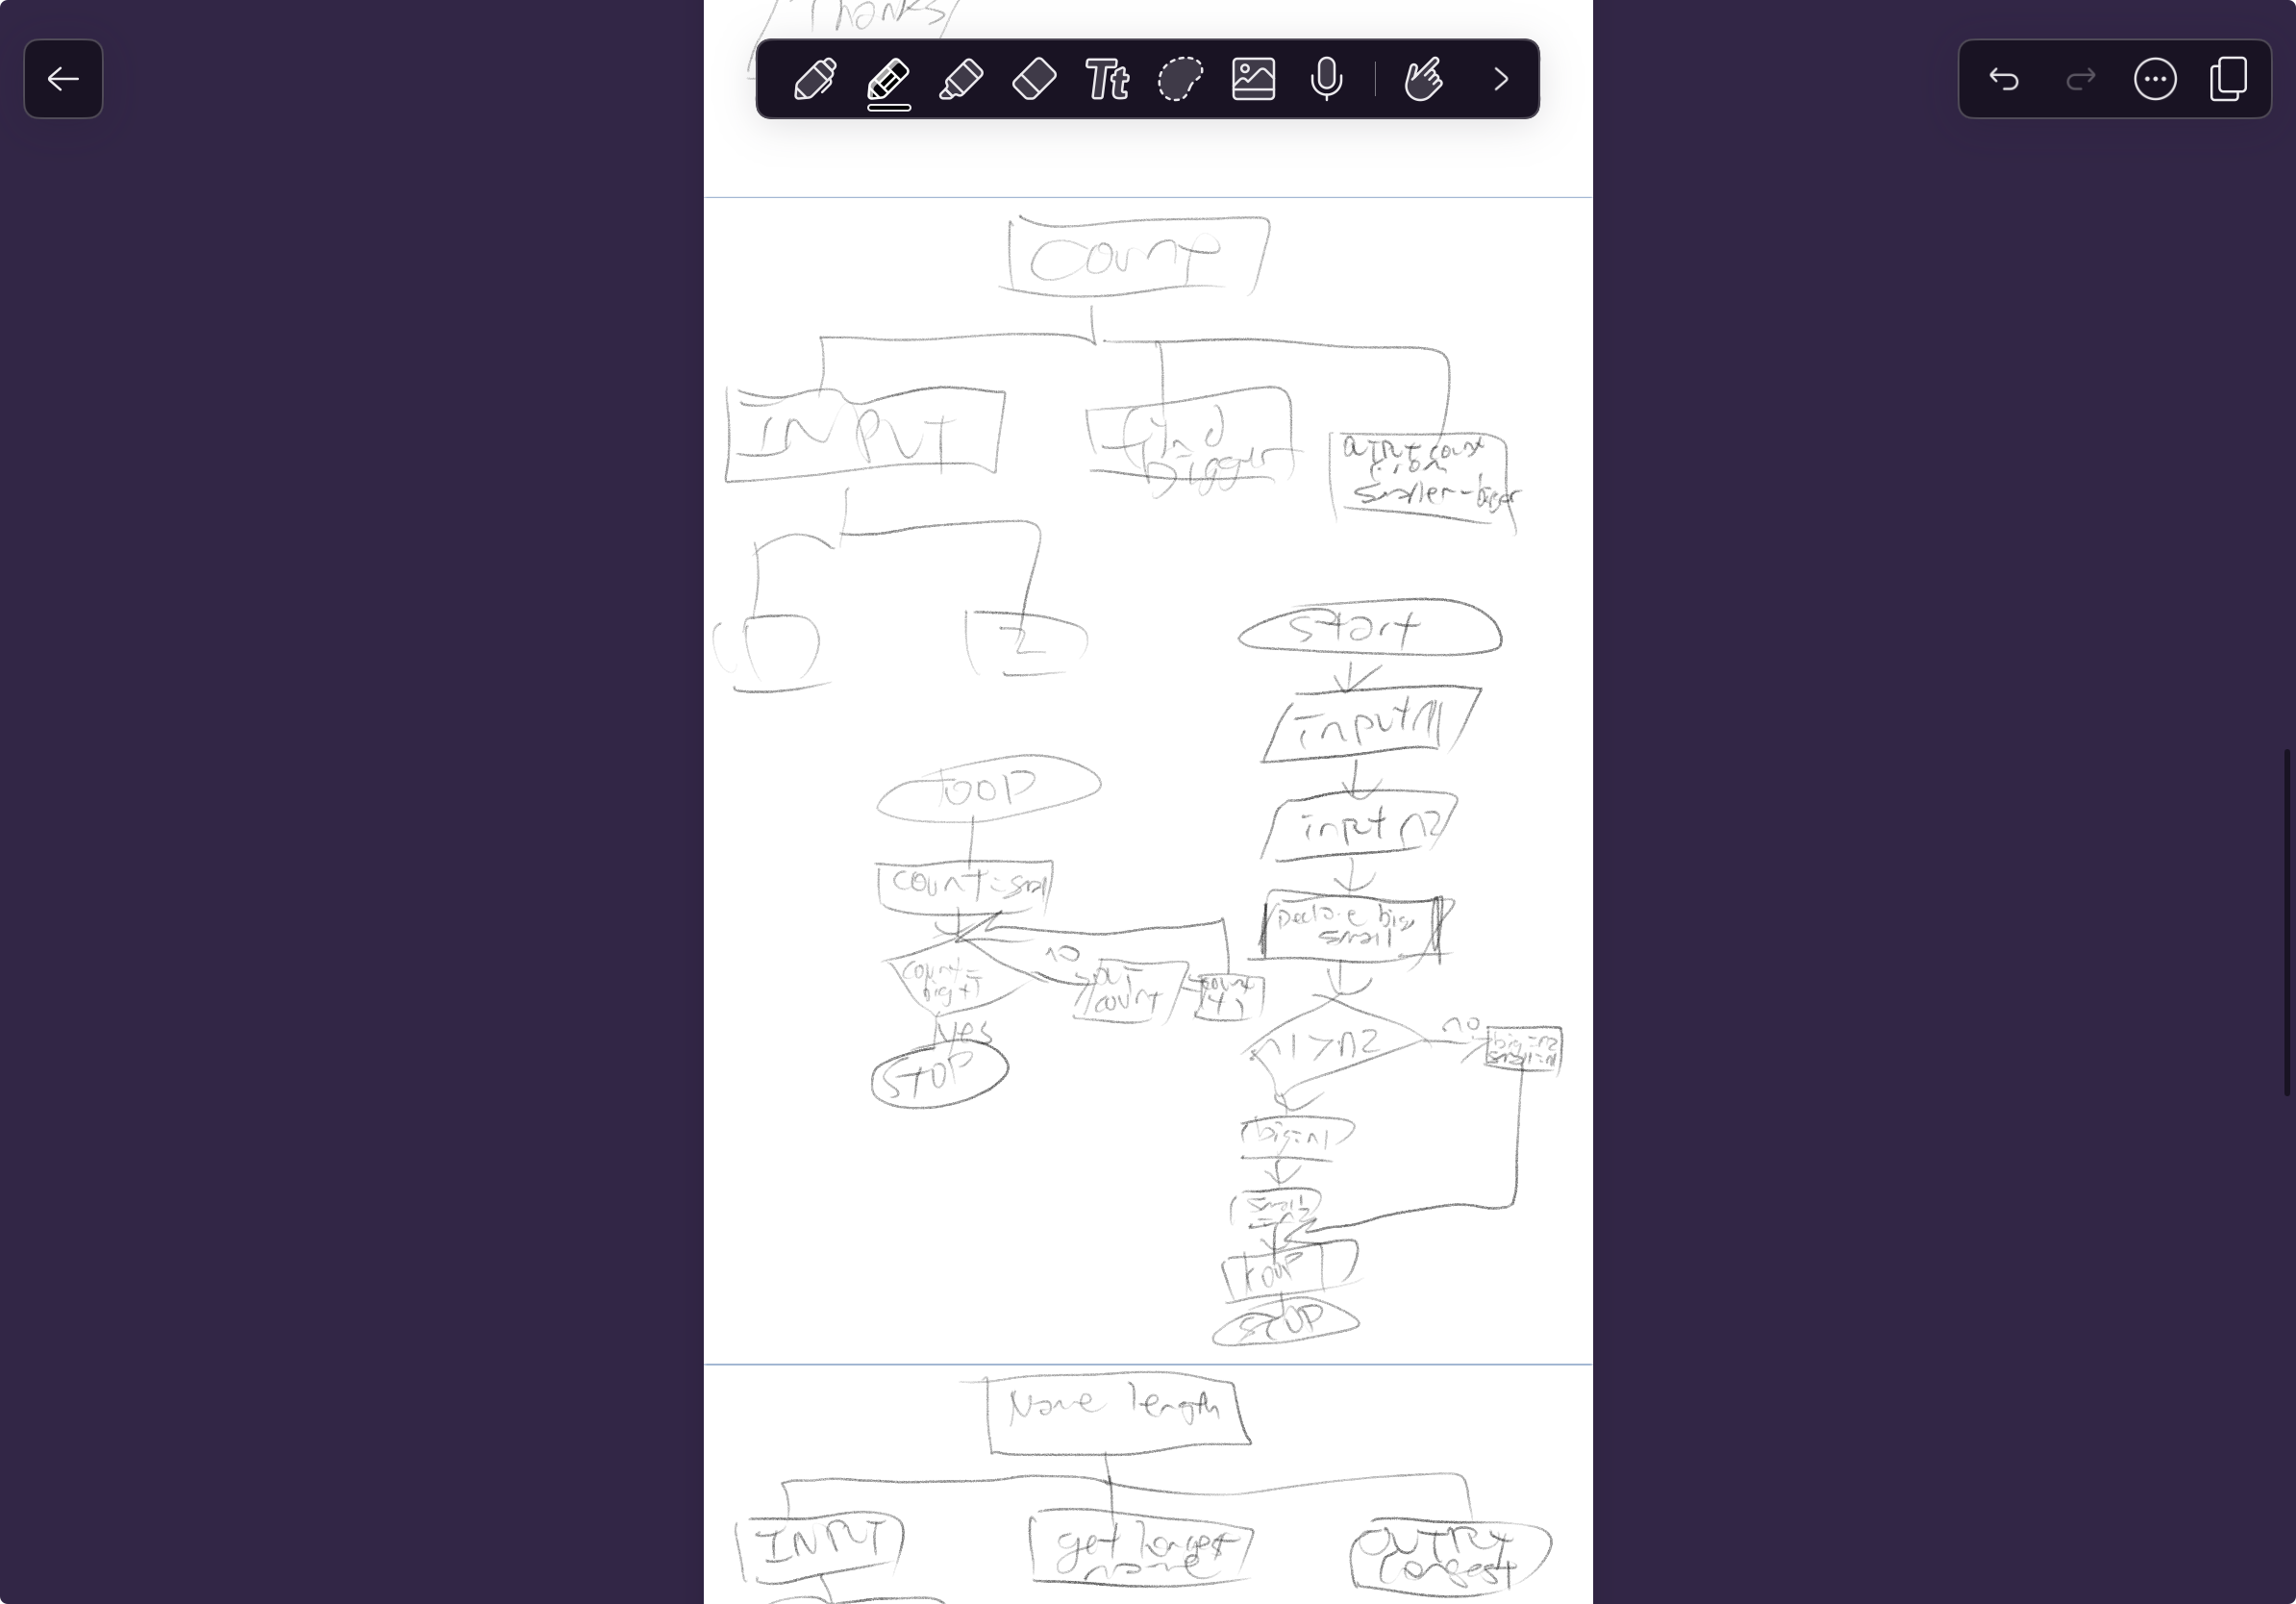 Thanks
Tt
Count
INPUT
find
bigger
OUTPUT count
from
smaller-bigger
2
Start
input n1
LOOP
input n2
count=small
Declare big,
small
no
count=
big+1
out
count
count
+1
yes
STOP
n1>n2
no
big=n2
small=n1
big=n1
small
=n2
LOOP
STOP
Name length
INPUT
get longest
name
OUTPUT
Longest